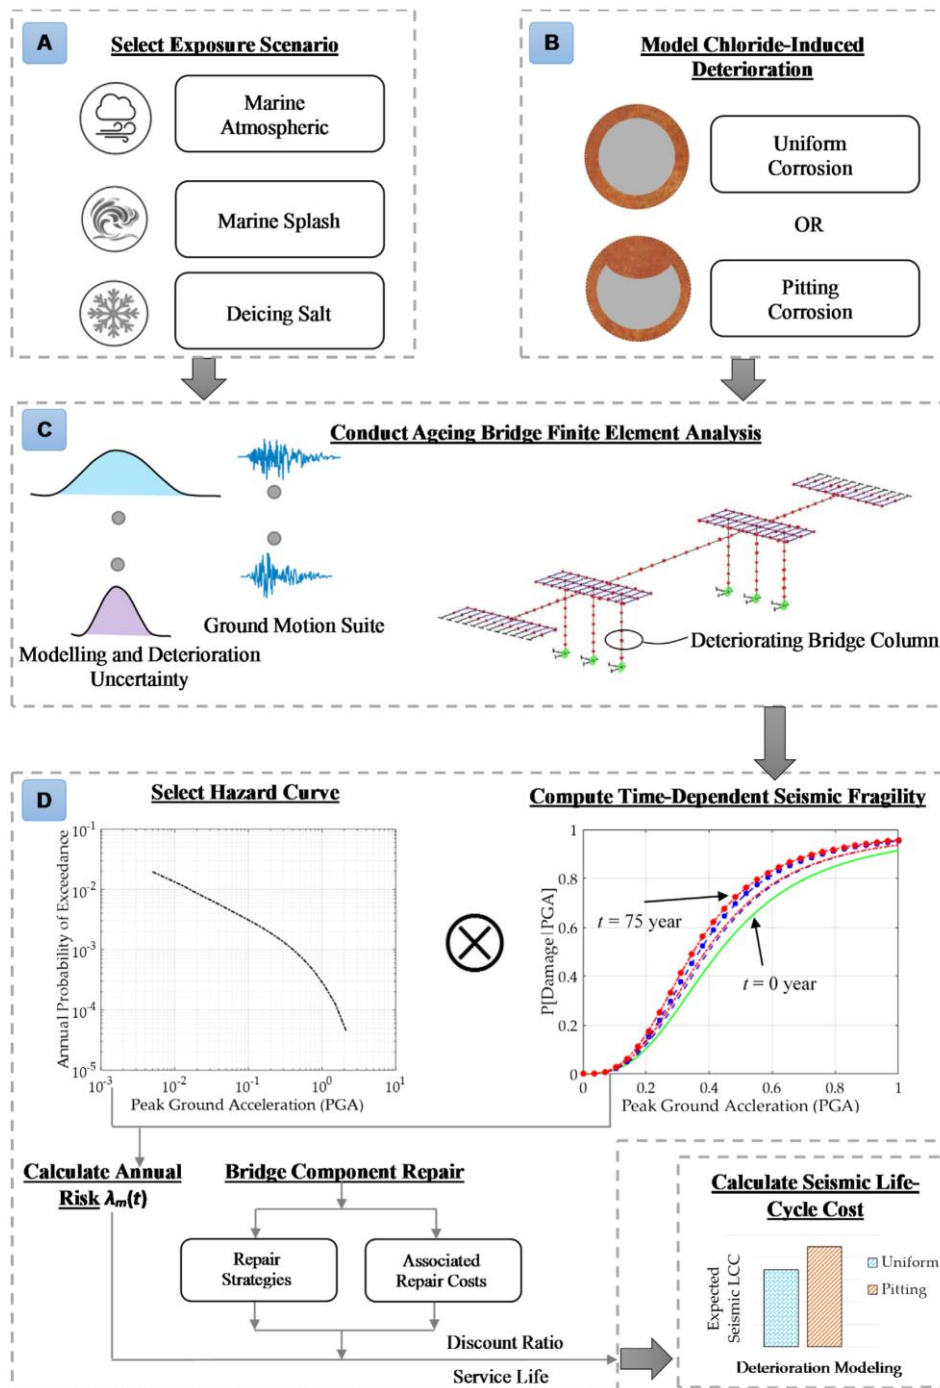 A
Select Exposure Scenario
Marine
Atmospheric
Marine Splash
Deicing Salt
B
Model Chloride-Induced
Deterioration
Uniform
Corrosion
OR
Pitting
Corrosion
C
Conduct Ageing Bridge Finite Element Analysis
Ground Motion Suite
Modelling and Deterioration
Uncertainty
Deteriorating Bridge Column
D
Select Hazard Curve
Annual Probability of Exceedance
10⁻¹
10⁻²
10⁻³
10⁻⁴
10⁻⁵
10⁻³
10⁻²
10⁻¹
10⁰
10¹
Peak Ground Acceleration (PGA)
Compute Time-Dependent Seismic Fragility
P[Damage|PGA]
1
0.8
0.6
0.4
0.2
0
t = 75 year
t = 0 year
0
0.2
0.4
0.6
0.8
1
Peak Ground Accleration (PGA)
Calculate Annual
Risk λm(t)
Bridge Component Repair
Repair
Strategies
Associated
Repair Costs
Discount Ratio
Service Life
Calculate Seismic Life-
Cycle Cost
Expected
Seismic LCC
Uniform
Pitting
Deterioration Modeling